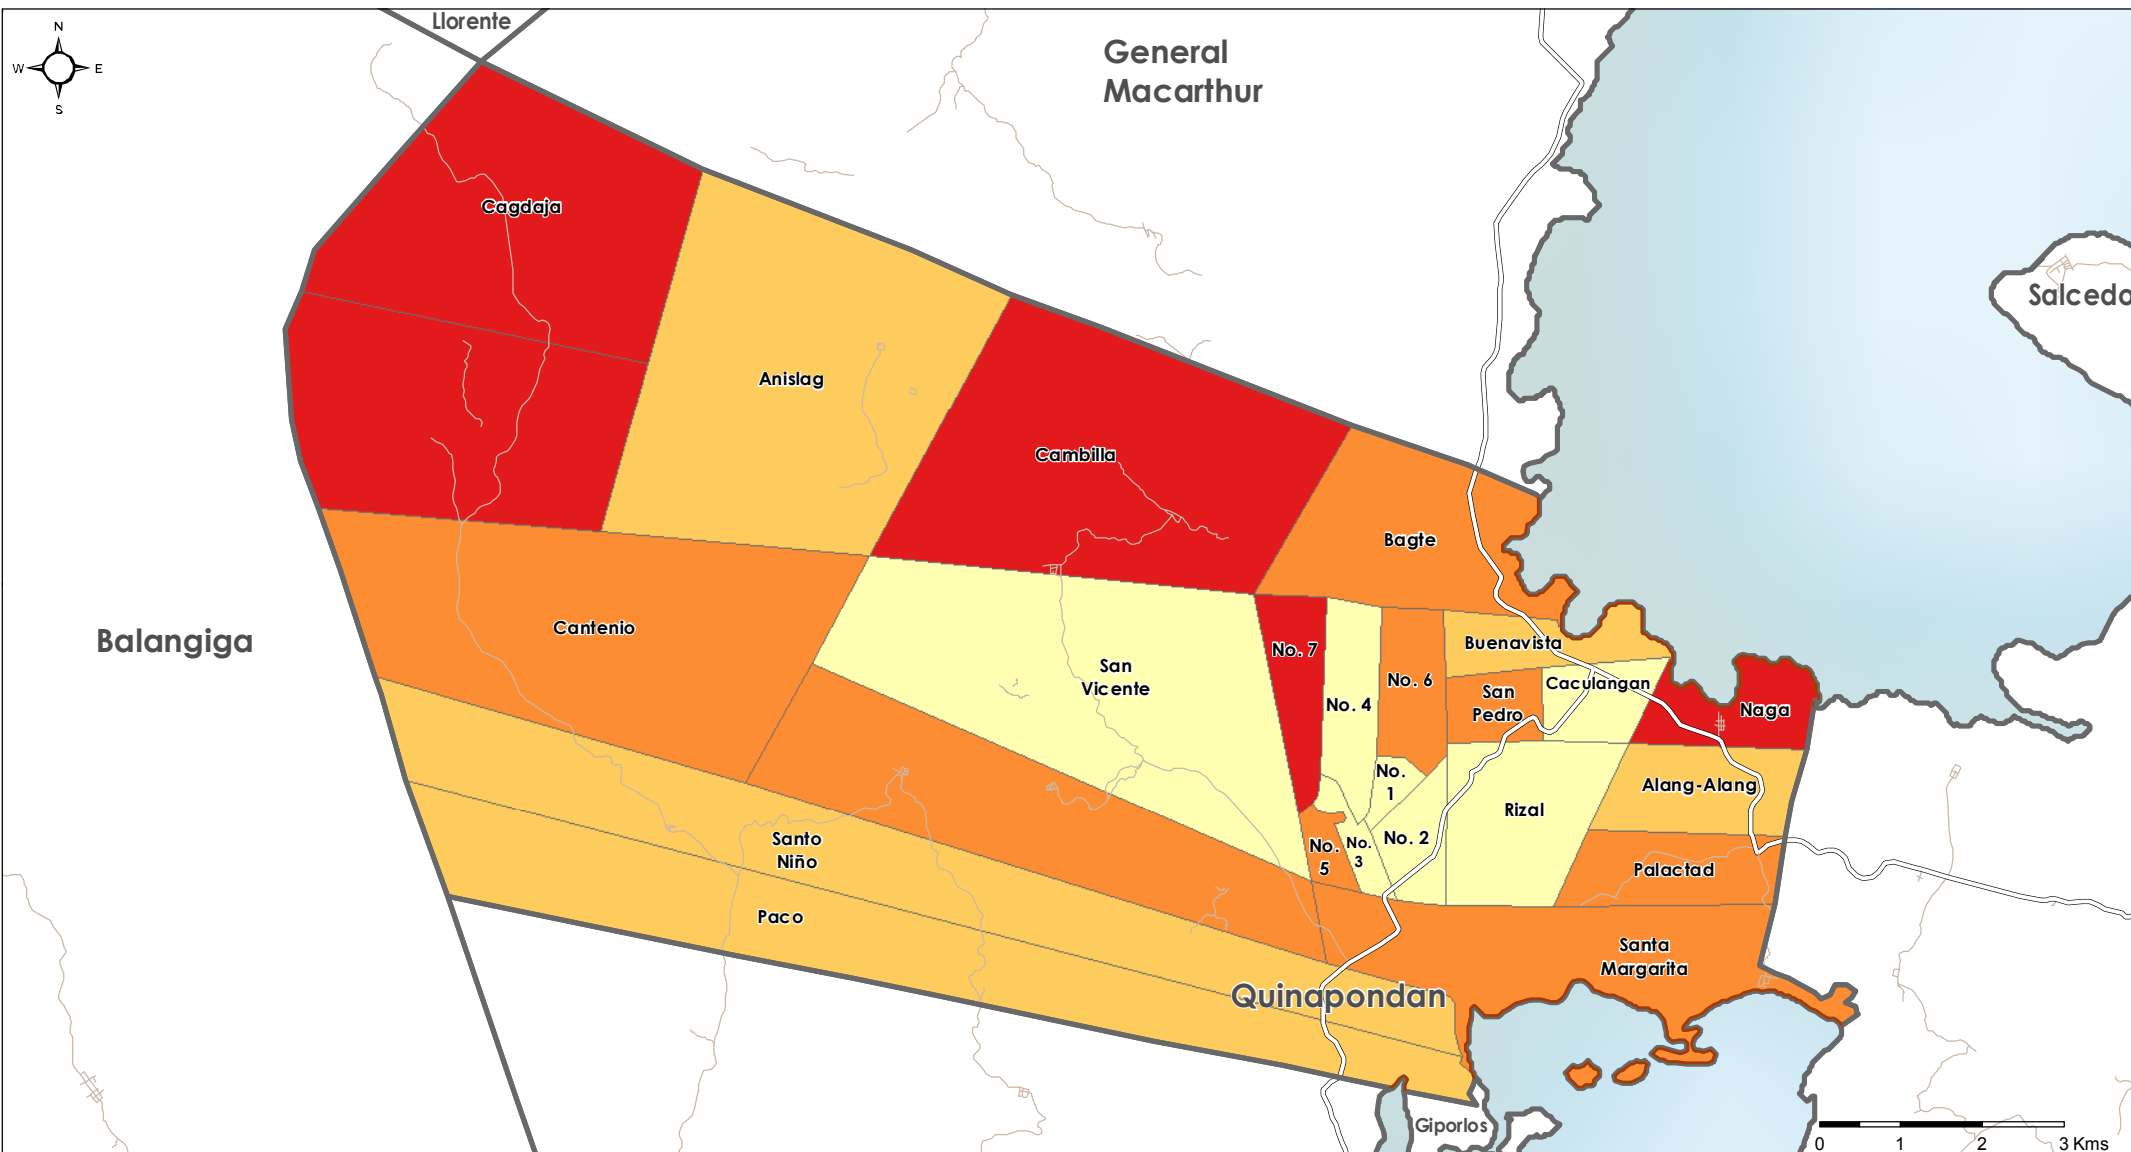 Llorente
N
W E
S
General
Macarthur
Cagdaja
Salcedo
Anislag
Cambilla
Bagte
Balangiga
Cantenio
San
Vicente
No. 7
No. 4
No. 6
Buenavista
San
Pedro
Caculangan
Naga
No.
1
Alang-Alang
Rizal
No. 2
No.
3
No.
5
Santo
Niño
Palactad
Paco
Santa
Margarita
Quinapondan
Giporlos
0 1 2 3 Kms